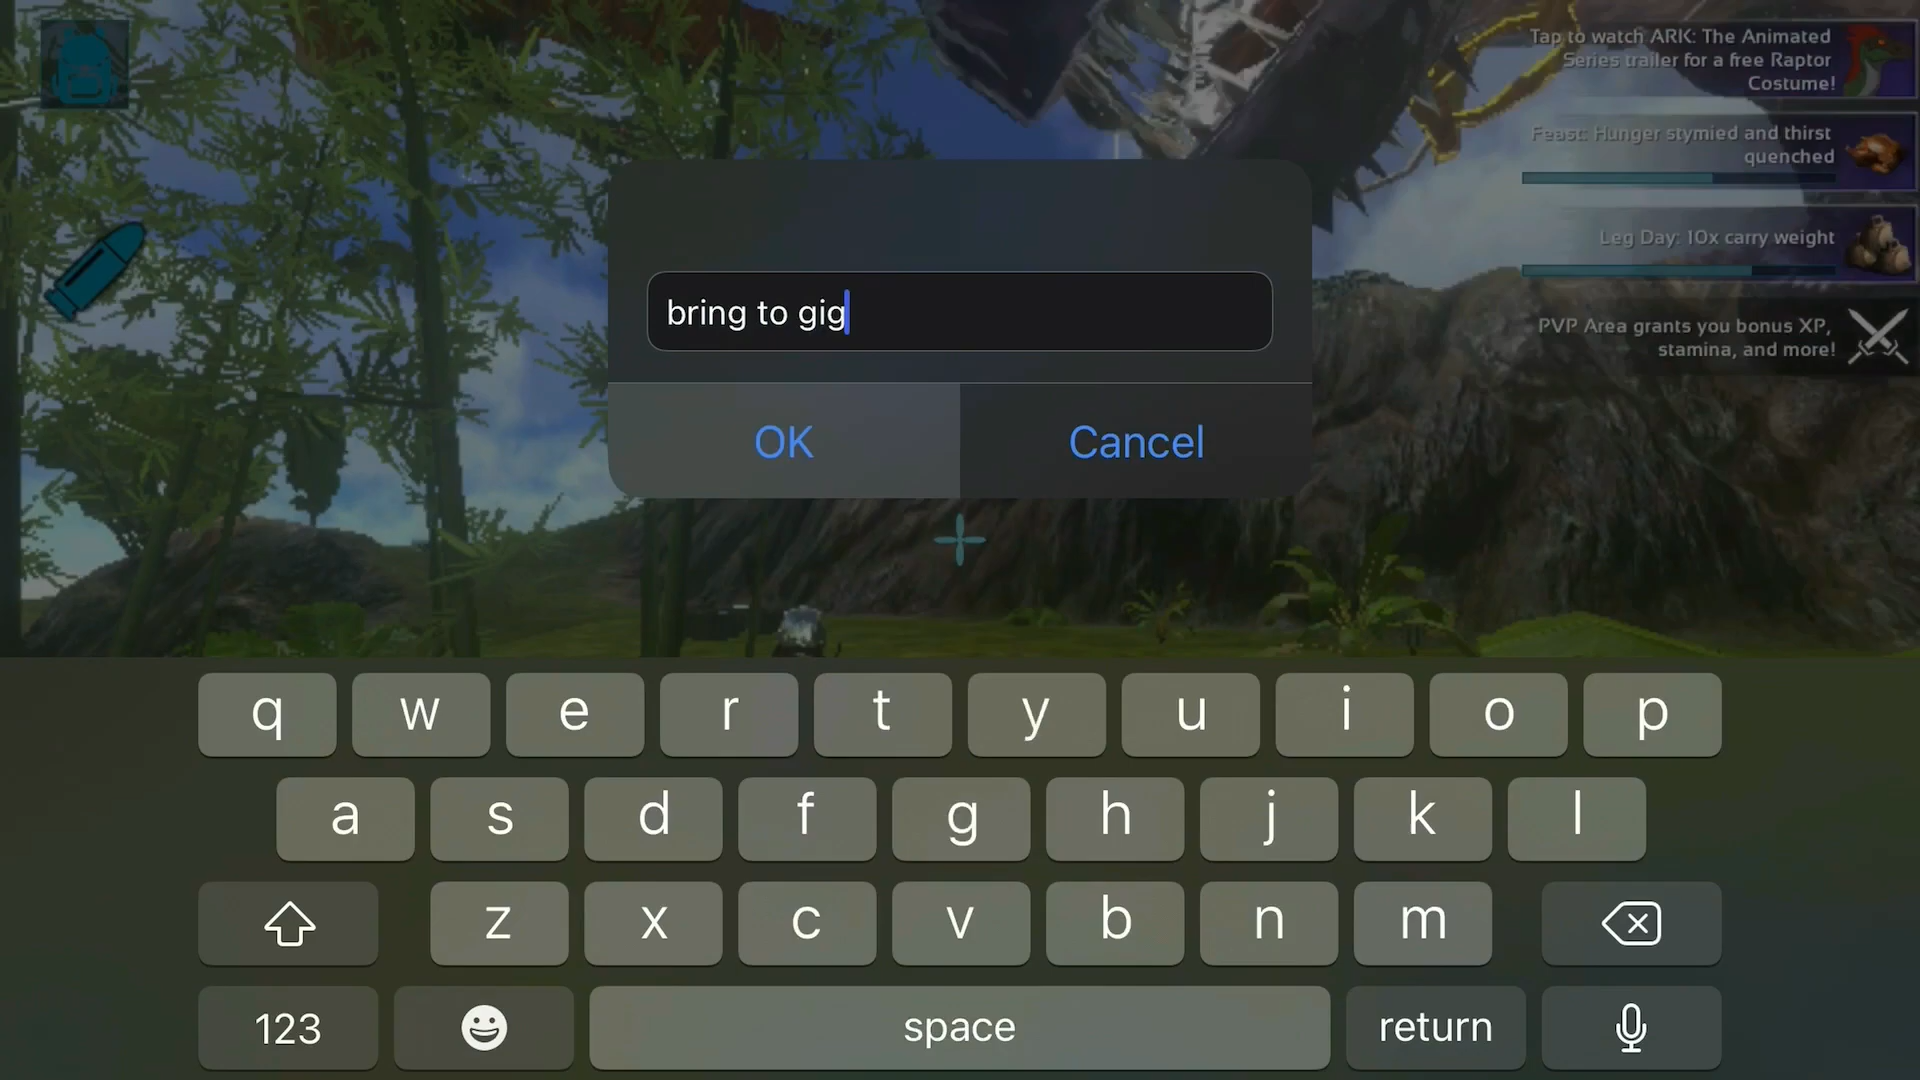 Tap to watch ARK: The Animated
Series trailer for a free Raptor
Costume!
Feast: Hunger stymied and thirst
quenched
Leg Day: 10x carry weight
PVP Area grants you bonus XP,
stamina, and more!
bring to gig
OK Cancel
q w e r t y u i o p
a s d f g h j k l
z x c v b n m
123 space return